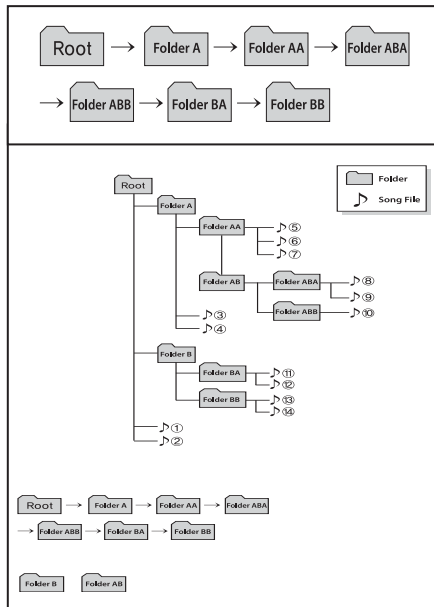 Root → Folder A → Folder AA → Folder ABA
→ Folder ABB → Folder BA → Folder BB
Root
Folder
Song File
Folder A
Folder AA
⑤
⑥
⑦
Folder AB
Folder ABA
⑧
⑨
Folder ABB
⑩
③
④
Folder B
Folder BA
⑪
⑫
Folder BB
⑬
⑭
①
②
Root → Folder A → Folder AA → Folder ABA
→ Folder ABB → Folder BA → Folder BB
Folder B Folder AB